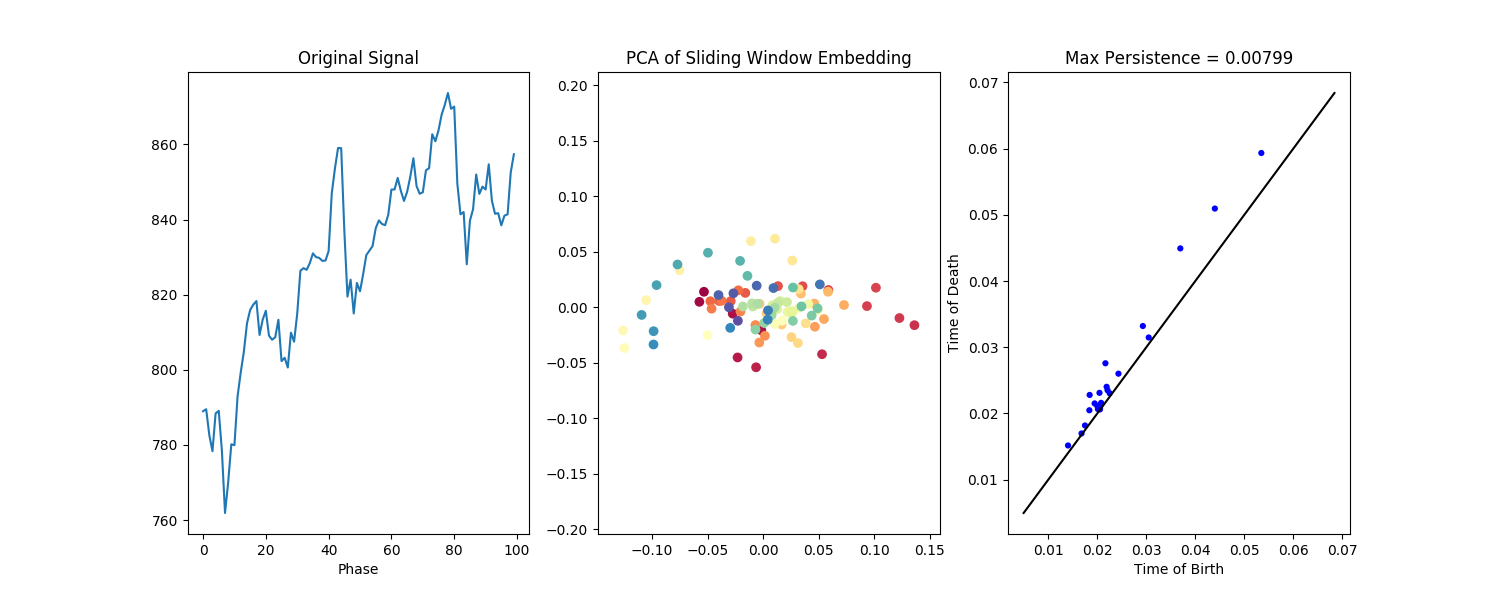 Original Signal
860
840
820
800
780
760
0 20 40 60 80 100
Phase
PCA of Sliding Window Embedding
0.20
0.15
0.10
0.05
0.00
−0.05
−0.10
−0.15
−0.20
−0.10 −0.05 0.00 0.05 0.10 0.15
Max Persistence = 0.00799
Time of Death
0.07
0.06
0.05
0.04
0.03
0.02
0.01
0.01 0.02 0.03 0.04 0.05 0.06 0.07
Time of Birth